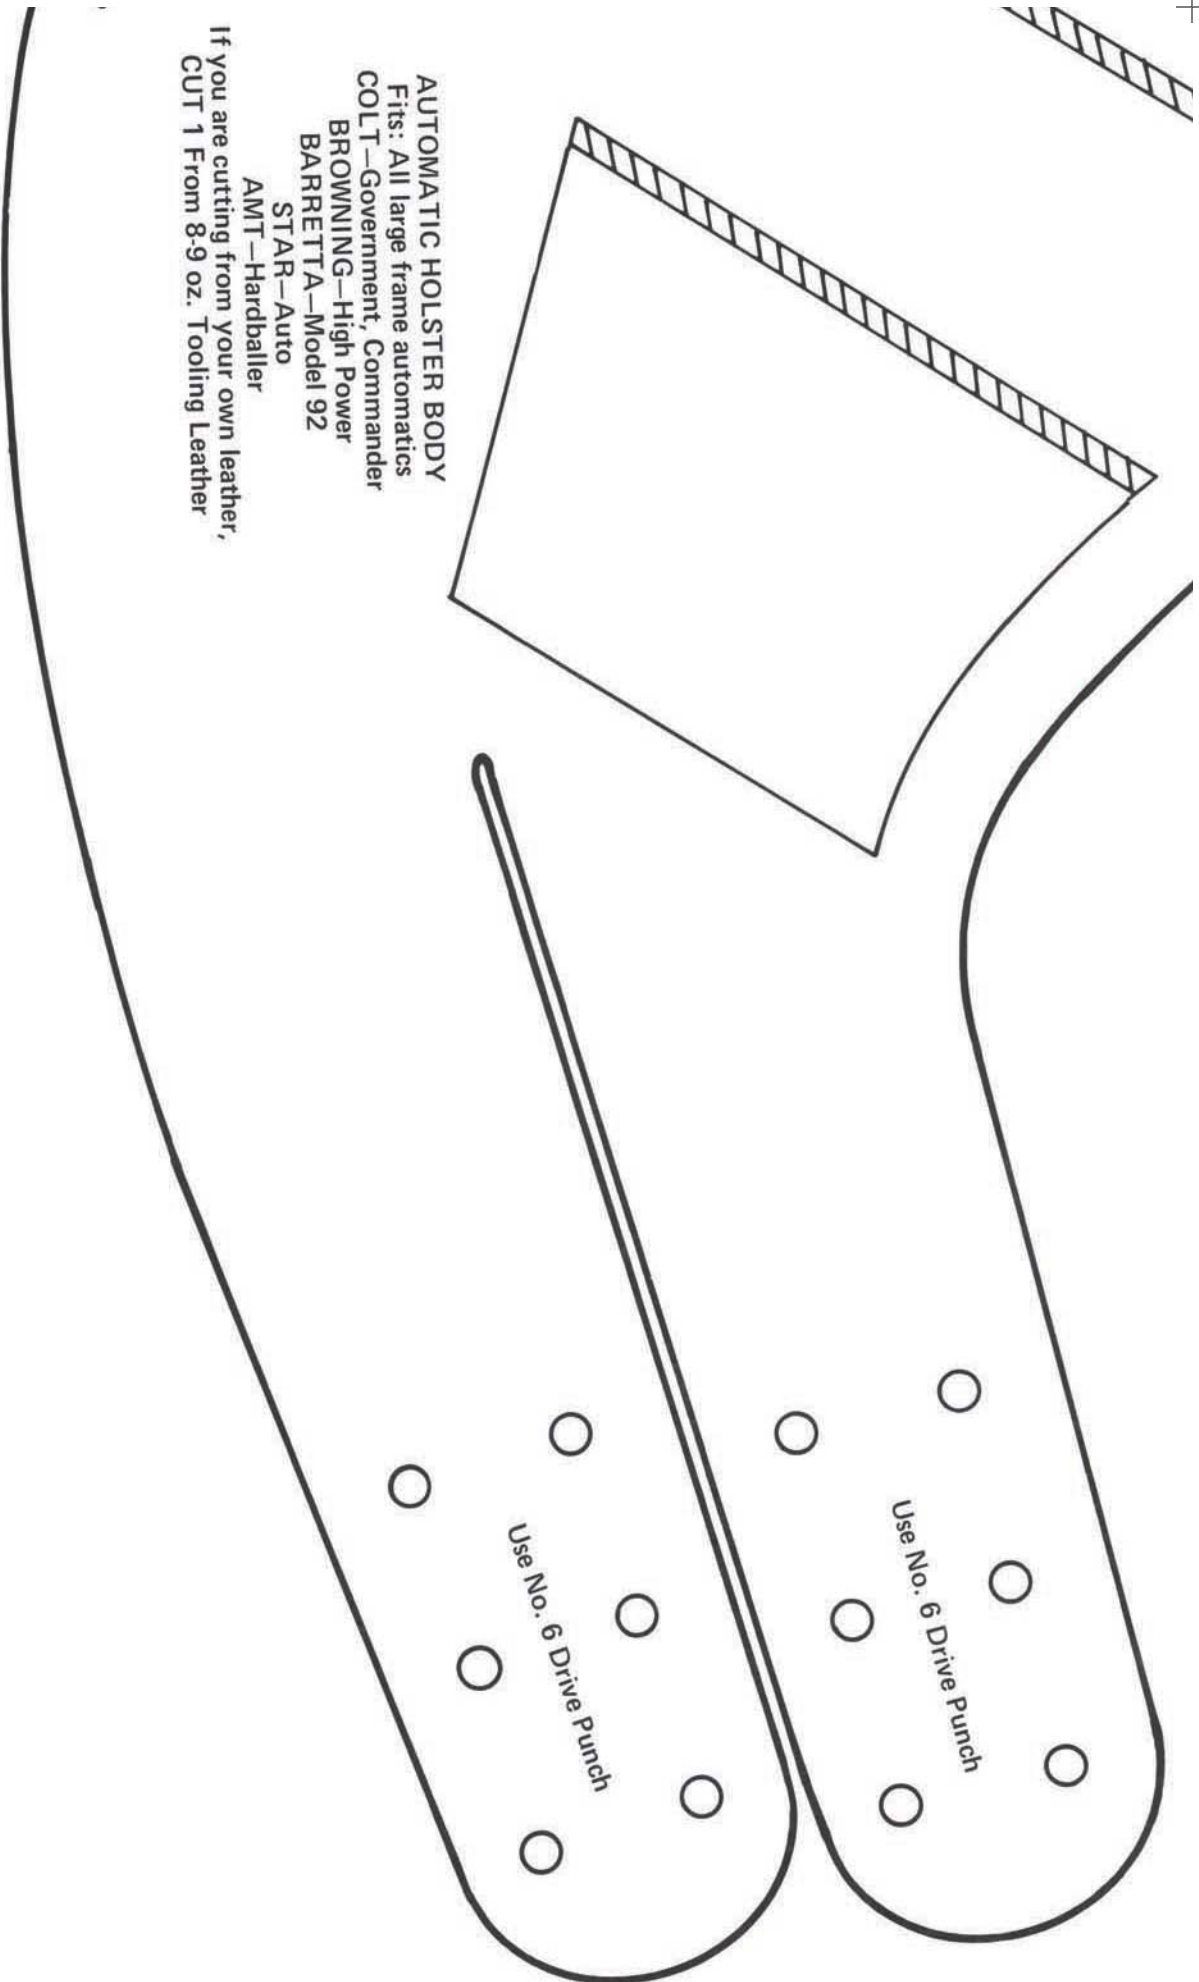 AUTOMATIC HOLSTER BODY
Fits: All large frame automatics
COLT—Government, Commander
BROWNING—High Power
BARRETTA—Model 92
STAR—Auto
AMT—Hardballer
If you are cutting from your own leather,
CUT 1 From 8-9 oz. Tooling Leather
Use No. 6 Drive Punch
Use No. 6 Drive Punch